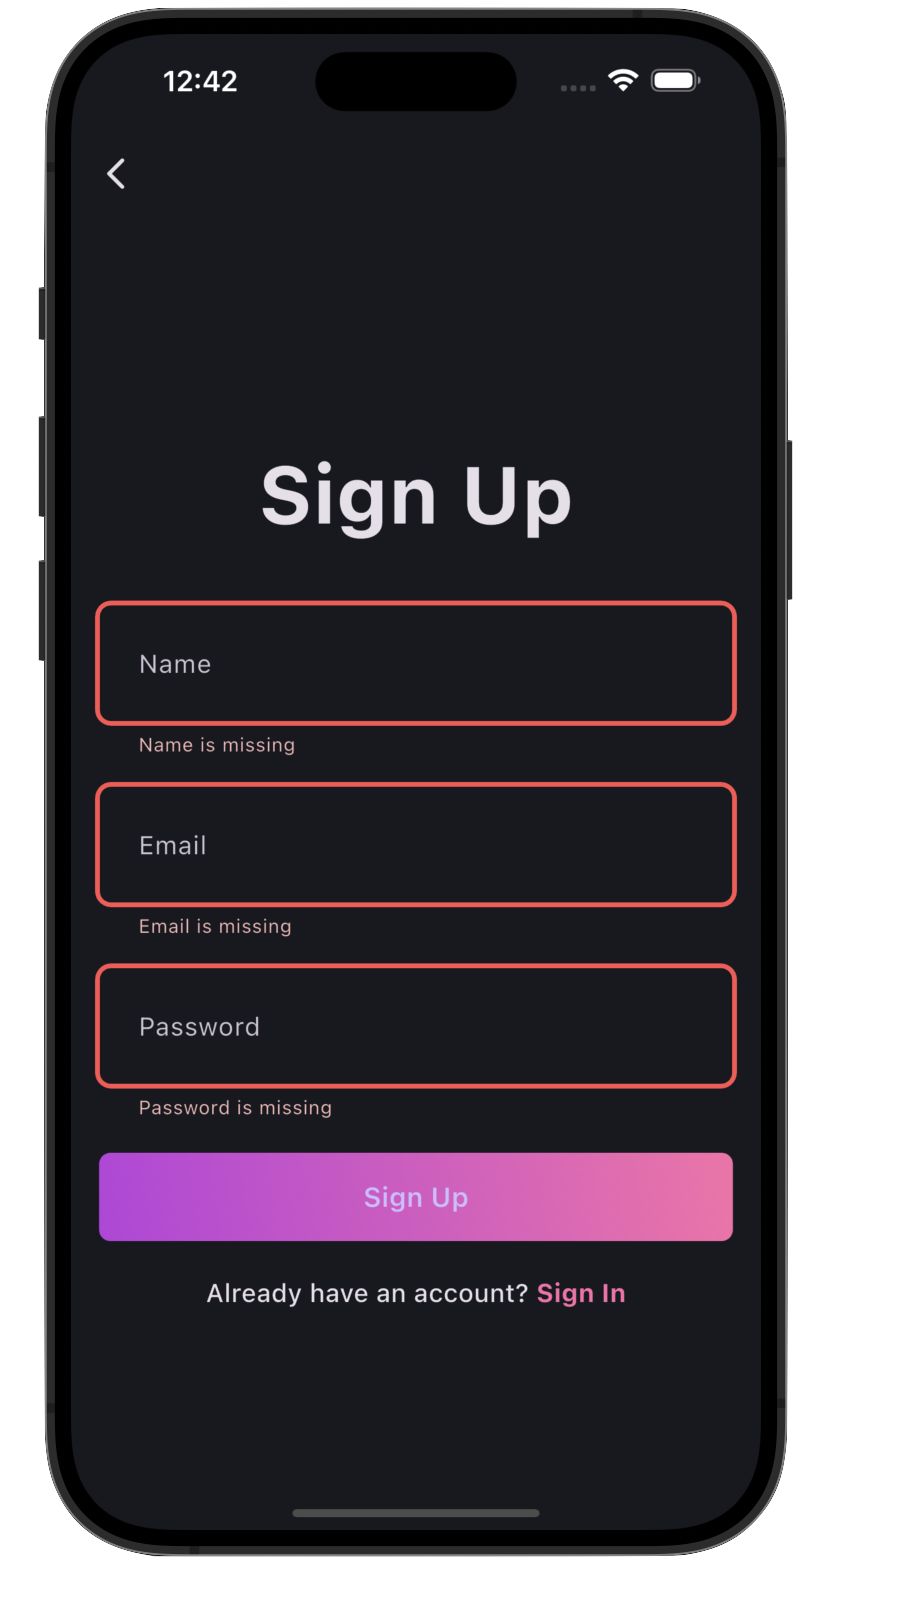 12:42
Sign Up
Name
Name is missing
Email
Email is missing
Password
Password is missing
Sign Up
Already have an account? Sign In